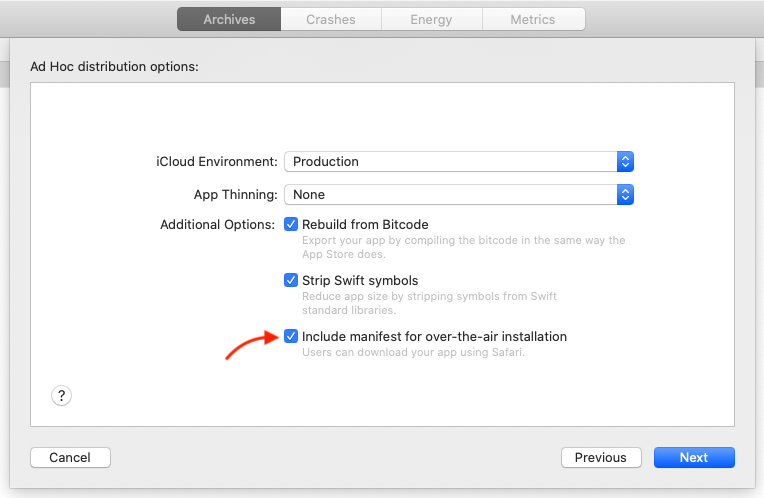 Archives
Crashes
Energy
Metrics
Ad Hoc distribution options:
iCloud Environment: Production
App Thinning: None
Additional Options: Rebuild from Bitcode
Export your app by compiling the bitcode in the same way the
App Store does.
Strip Swift symbols
Reduce app size by stripping symbols from Swift
standard libraries.
Include manifest for over-the-air installation
Users can download your app using Safari.
?
Cancel
Previous
Next